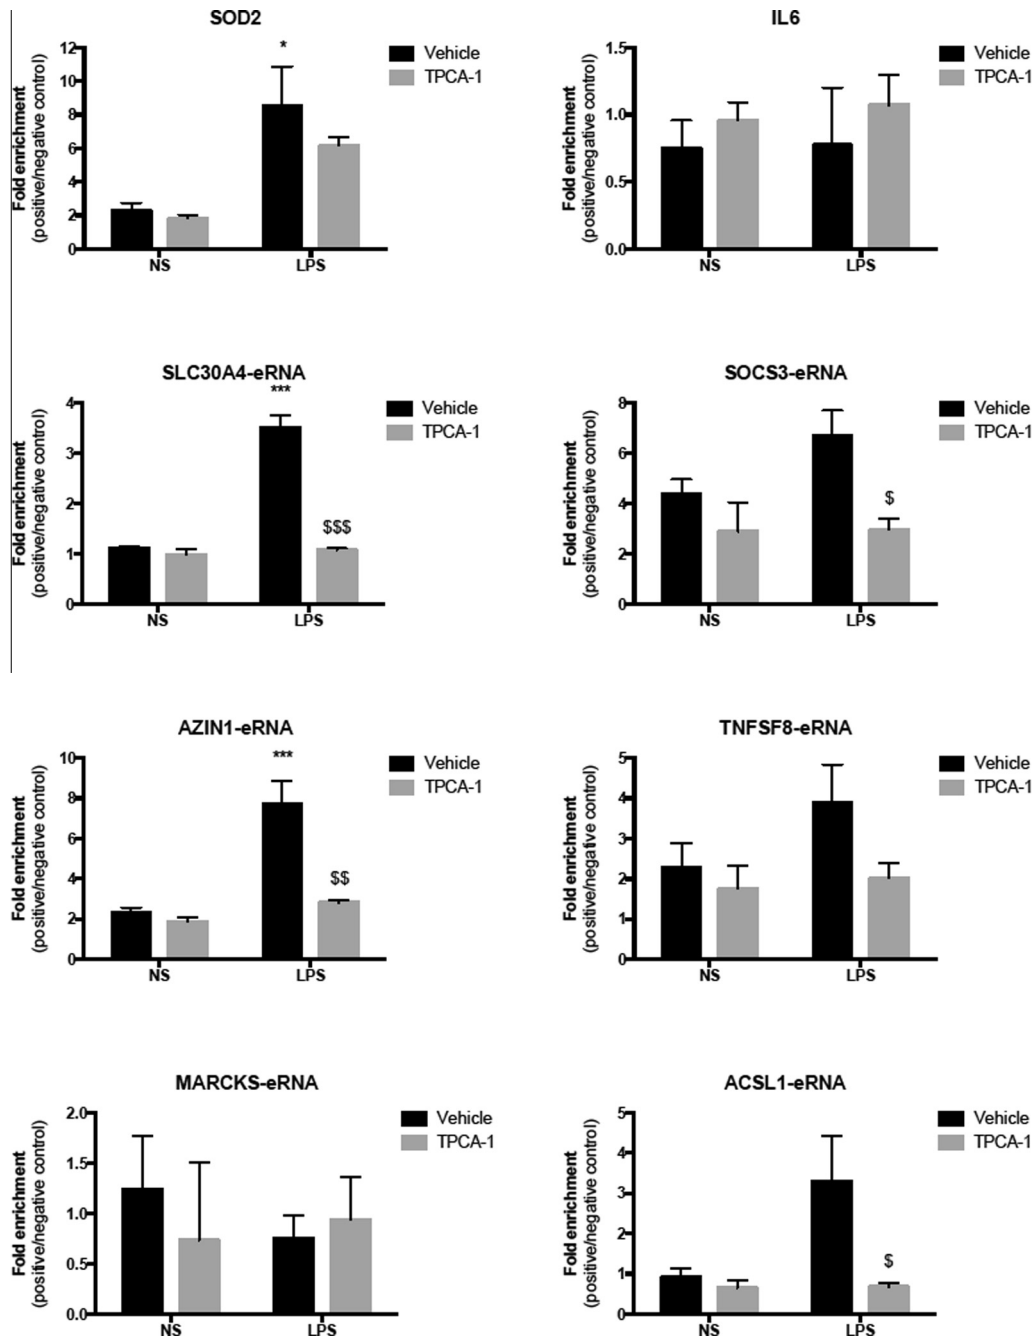 SOD2
Fold enrichment
(positive/negative control)
12
10
8
6
4
2
0
*
NS
LPS
Vehicle
TPCA-1
IL6
Fold enrichment
(positive/negative control)
1.5
1.0
0.5
0.0
NS
LPS
Vehicle
TPCA-1
SLC30A4-eRNA
Fold enrichment
(positive/negative control)
4
3
2
1
0
***
$$$
NS
LPS
Vehicle
TPCA-1
SOCS3-eRNA
Fold enrichment
(positive/negative control)
8
6
4
2
0
$
NS
LPS
Vehicle
TPCA-1
AZIN1-eRNA
Fold enrichment
(positive/negative control)
10
8
6
4
2
0
***
$$
NS
LPS
Vehicle
TPCA-1
TNFSF8-eRNA
Fold enrichment
(positive/negative control)
5
4
3
2
1
0
NS
LPS
Vehicle
TPCA-1
MARCKS-eRNA
Fold enrichment
(positive/negative control)
2.0
1.5
1.0
0.5
0.0
NS
LPS
Vehicle
TPCA-1
ACSL1-eRNA
Fold enrichment
(positive/negative control)
5
4
3
2
1
0
$
NS
LPS
Vehicle
TPCA-1